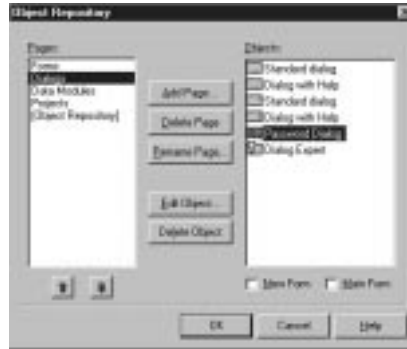 Object Repository
Pages:
Forms
Dialogs
Data Modules
Projects
[Object Repository]
Add Page...
Delete Page
Rename Page...
Edit Object...
Delete Object
Objects:
Standard dialog
Dialog with Help
Standard dialog
Dialog with Help
Password Dialog
Dialog Expert
New Form
Main Form
OK
Cancel
Help